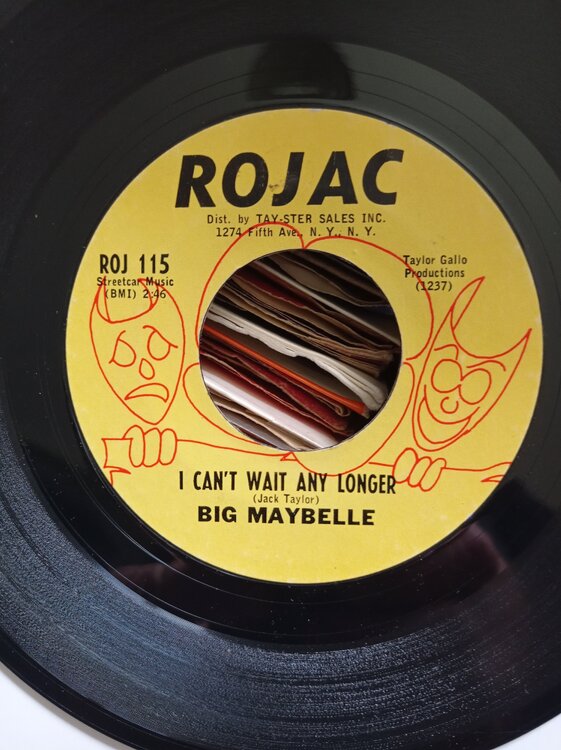 ROJAC
Dist. by TAY-STER SALES INC.
1274 Fifth Ave., N. Y., N. Y.
ROJ 115
Streetcar Music
(BMI) 2:46
Taylor Gallo
Productions
(1237)
I CAN'T WAIT ANY LONGER
(Jack Taylor)
BIG MAYBELLE